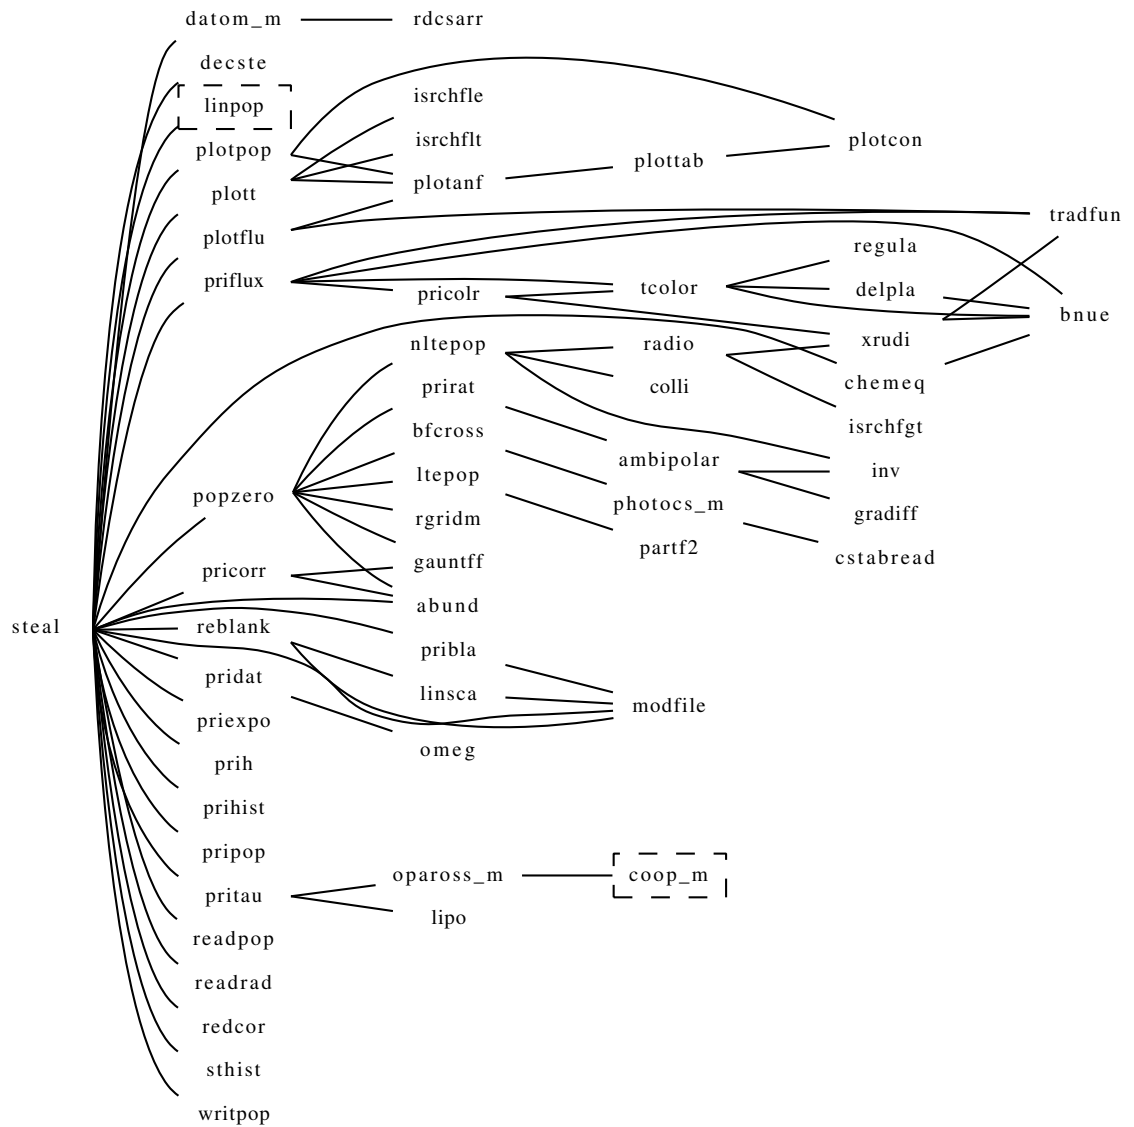 datom_m
rdcsarr
decste
linpop
isrchfle
plotpop
isrchflt
plotcon
plott
plotanf
plottab
plotflu
tradfun
priflux
pricolr
tcolor
regula
delpla
bnue
nltepop
radio
xrudi
prirat
colli
chemeq
bfcross
isrchfgt
popzero
ltepop
ambipolar
inv
rgridm
photocs_m
gradiff
pricorr
gauntff
partf2
cstabread
steal
reblank
abund
pridat
pribla
priexpo
linsca
modfile
prih
omeg
prihist
pripop
pritau
opaross_m
coop_m
readpop
lipo
readrad
redcor
sthist
writpop